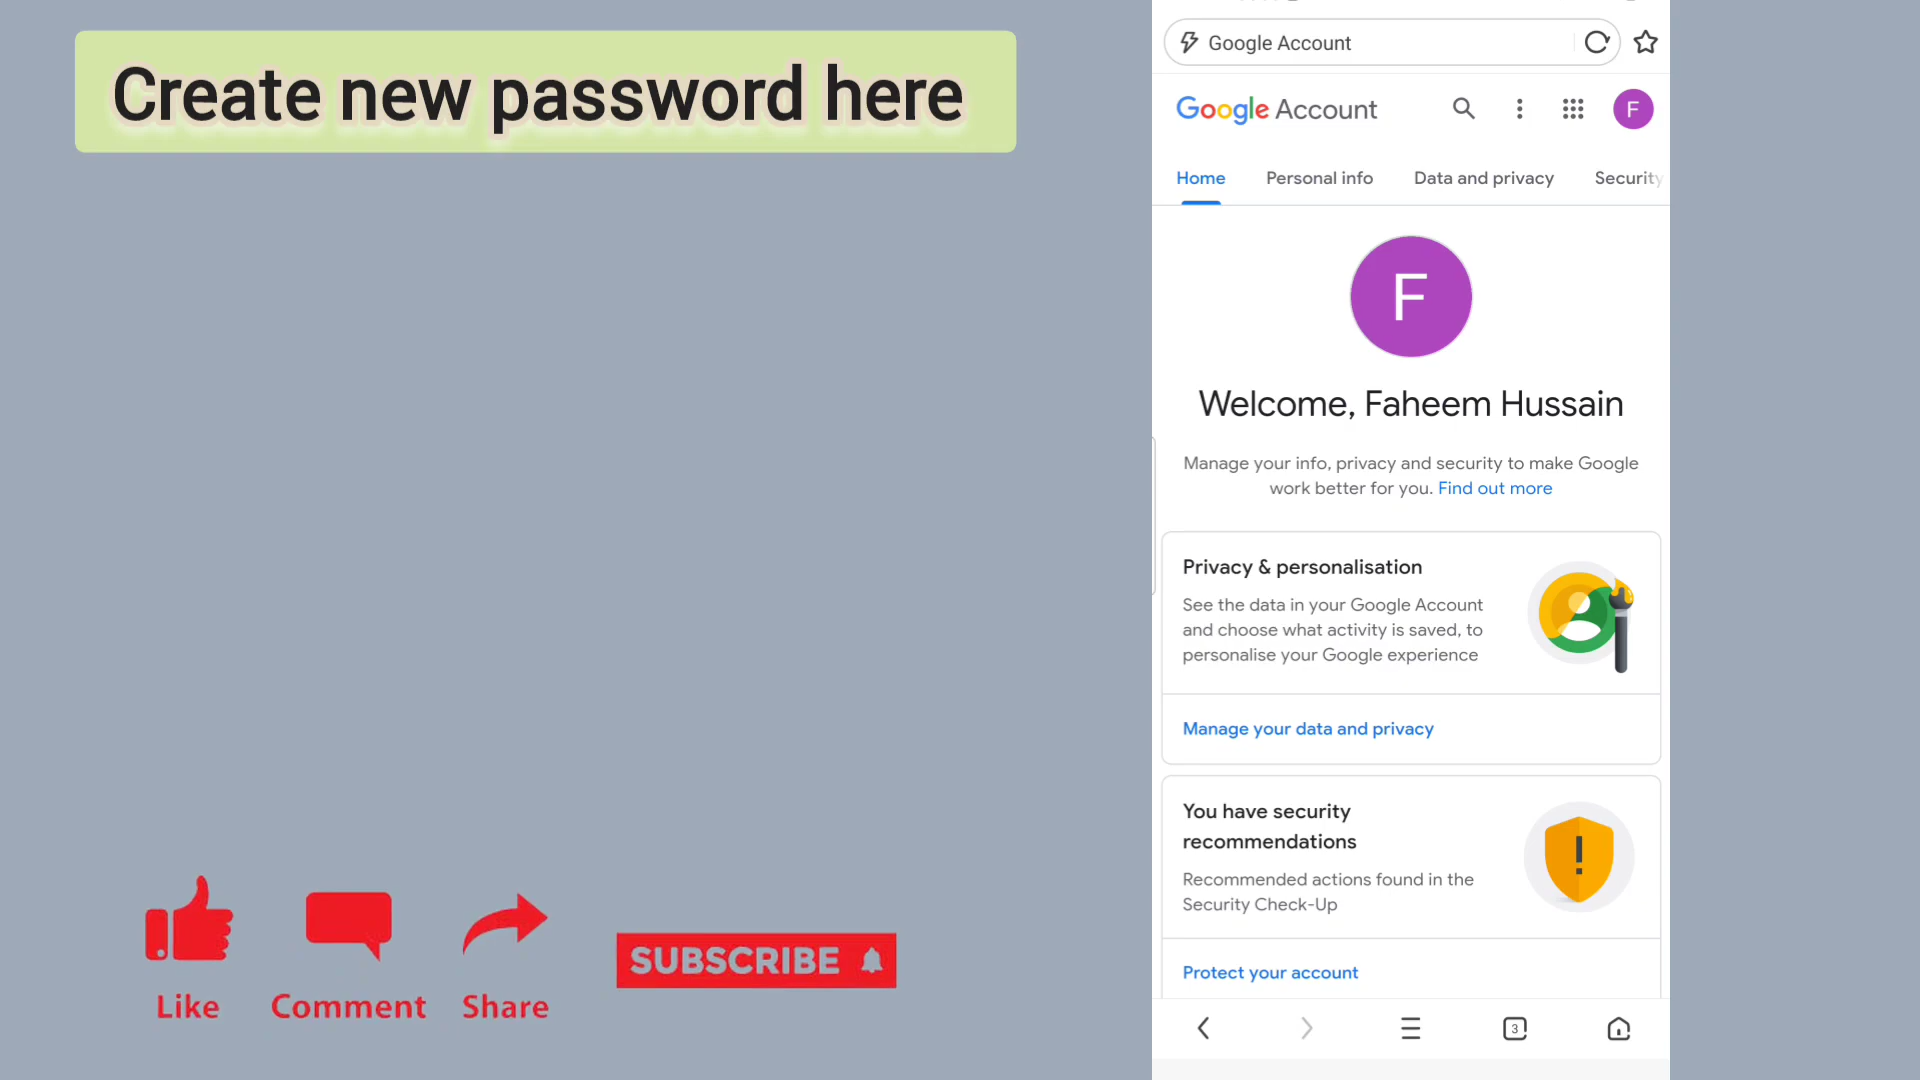 Create new password here
Google Account
Google Account
F
Home
Personal info
Data and privacy
Security
F
Welcome, Faheem Hussain
Manage your info, privacy and security to make Google
work better for you. Find out more
Privacy & personalisation
See the data in your Google Account
and choose what activity is saved, to
personalise your Google experience
Manage your data and privacy
You have security
recommendations
Recommended actions found in the
Security Check-Up
Protect your account
3
Like
Comment
Share
SUBSCRIBE